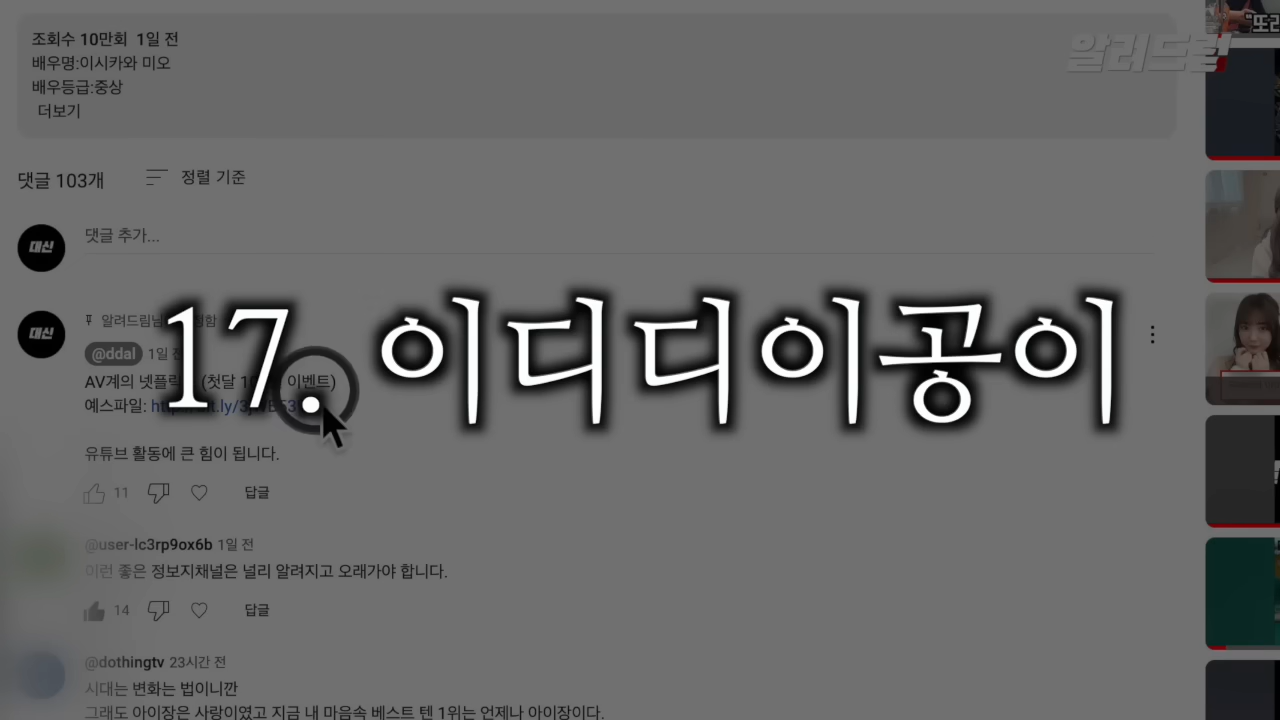 "또라
알려드림
조회수 10만회 1일 전
배우명:이시카와 미오
배우등급:중상
더보기
댓글 103개
정렬 기준
대신
댓글 추가...
17. 이디디이공이
대신
알려드림님
@ddal 1일 전
AV계의 넷플릭 (첫달 이벤트)
예스파일:
유튜브 활동에 큰 힘이 됩니다.
11 답글
@user-lc3rp9ox6b 1일 전
이런 좋은 정보지채널은 널리 알려지고 오래가야 합니다.
14 답글
@dothingtv 23시간 전
시대는 변화는 법이니깐
그래도 아이장은 사랑이였고 지금 내 마음속 베스트 텐 1위는 언제나 아이장이다.